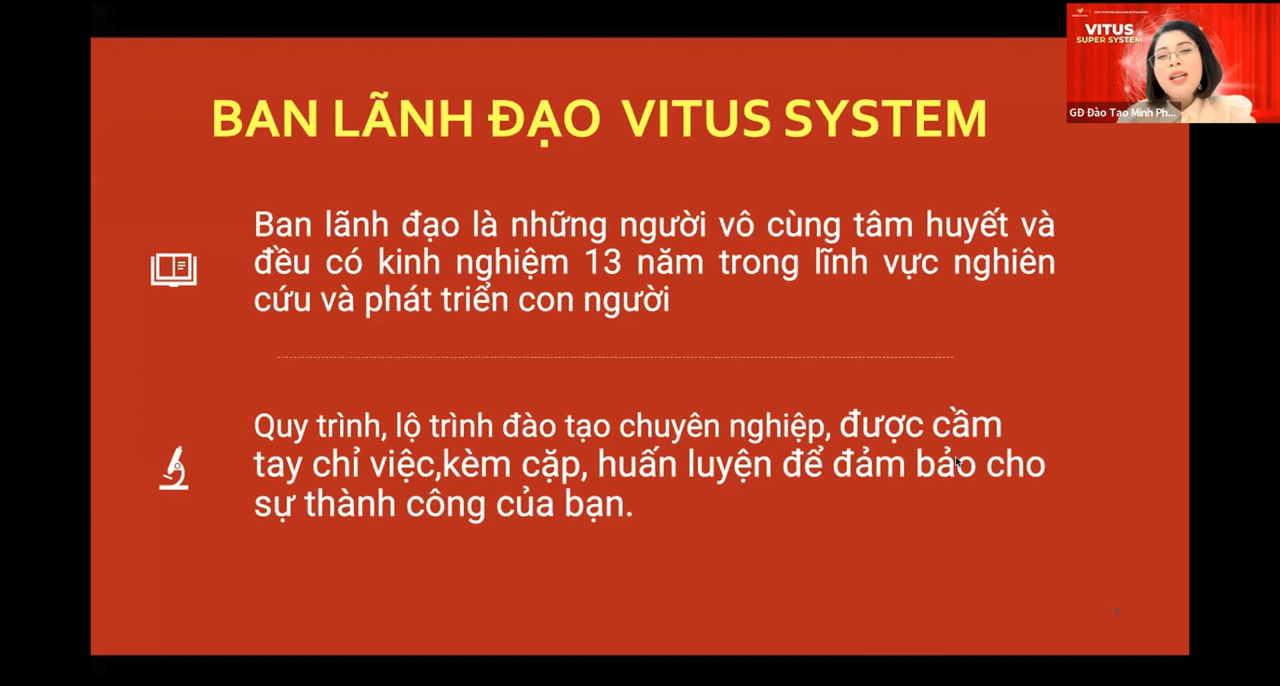 BAN LÃNH ĐẠO VITUS SYSTEM
Ban lãnh đạo là những người vô cùng tâm huyết và
đều có kinh nghiệm 13 năm trong lĩnh vực nghiên
cứu và phát triển con người
Quy trình, lộ trình đào tạo chuyên nghiệp, được cầm
tay chỉ việc,kèm cặp, huấn luyện để đảm bảo cho
sự thành công của bạn.
VITUS
SUPER SYSTEM
GĐ Đào Tạo Minh Ph...